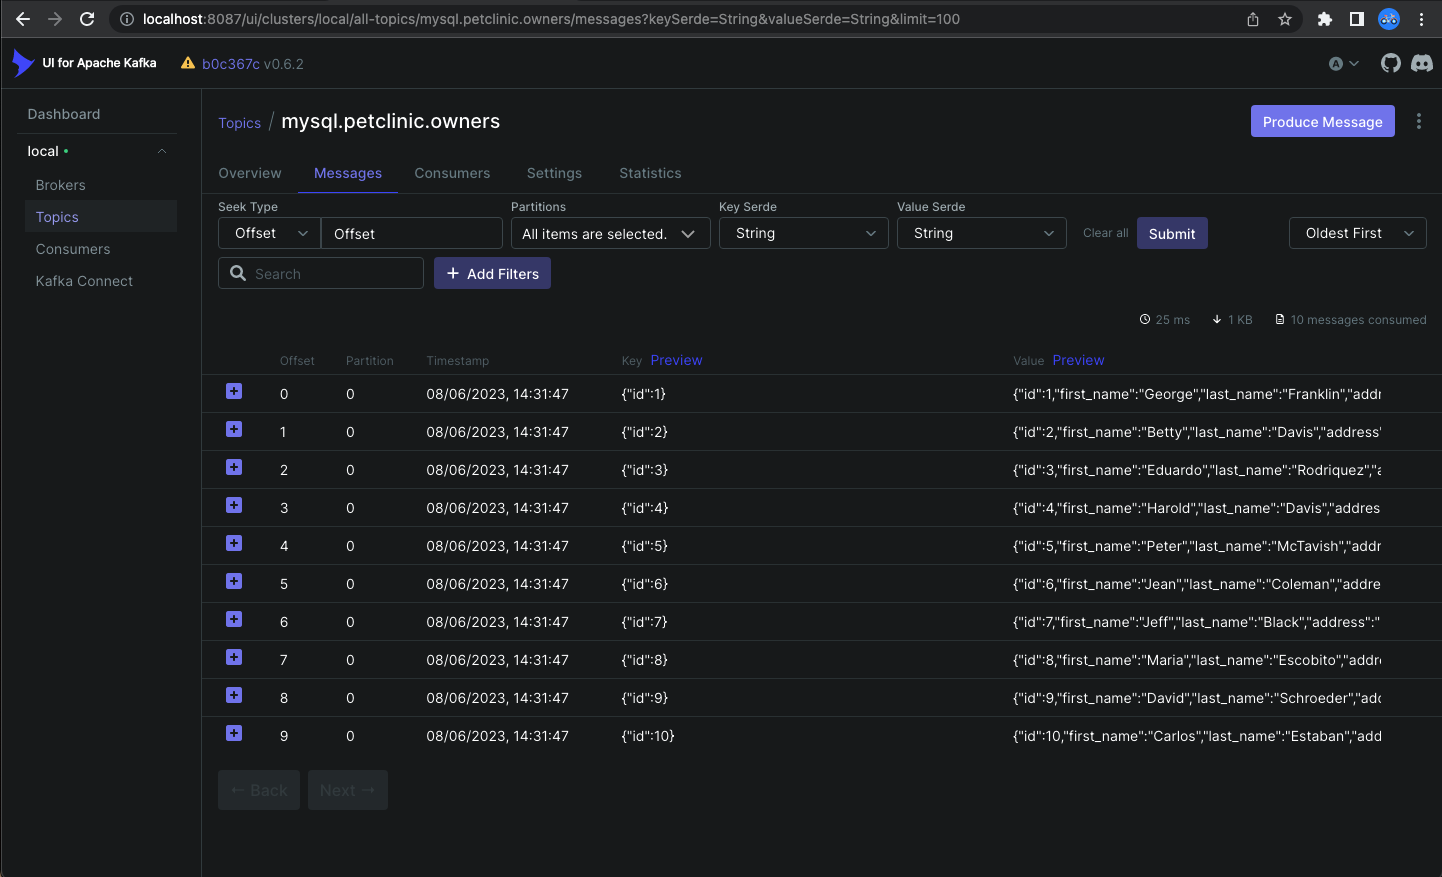 localhost:8087/ui/clusters/local/all-topics/mysql.petclinic.owners/messages?keySerde=String&valueSerde=String&limit=100
UI for Apache Kafka b0c367c v0.6.2 A
Dashboard
local
Brokers
Topics
Consumers
Kafka Connect
Topics / mysql.petclinic.owners
Produce Message
Overview Messages Consumers Settings Statistics
Seek Type Partitions Key Serde Value Serde
Offset Offset All items are selected. String String Clear all Submit Oldest First
Search + Add Filters
25 ms 1 KB 10 messages consumed
Offset Partition Timestamp Key Preview Value Preview
0 0 08/06/2023, 14:31:47 {"id":1} {"id":1,"first_name":"George","last_name":"Franklin","addr
1 0 08/06/2023, 14:31:47 {"id":2} {"id":2,"first_name":"Betty","last_name":"Davis","address"
2 0 08/06/2023, 14:31:47 {"id":3} {"id":3,"first_name":"Eduardo","last_name":"Rodriquez","a
3 0 08/06/2023, 14:31:47 {"id":4} {"id":4,"first_name":"Harold","last_name":"Davis","addres
4 0 08/06/2023, 14:31:47 {"id":5} {"id":5,"first_name":"Peter","last_name":"McTavish","addr
5 0 08/06/2023, 14:31:47 {"id":6} {"id":6,"first_name":"Jean","last_name":"Coleman","addre
6 0 08/06/2023, 14:31:47 {"id":7} {"id":7,"first_name":"Jeff","last_name":"Black","address":"
7 0 08/06/2023, 14:31:47 {"id":8} {"id":8,"first_name":"Maria","last_name":"Escobito","addr
8 0 08/06/2023, 14:31:47 {"id":9} {"id":9,"first_name":"David","last_name":"Schroeder","adc
9 0 08/06/2023, 14:31:47 {"id":10} {"id":10,"first_name":"Carlos","last_name":"Estaban","add
← Back Next →